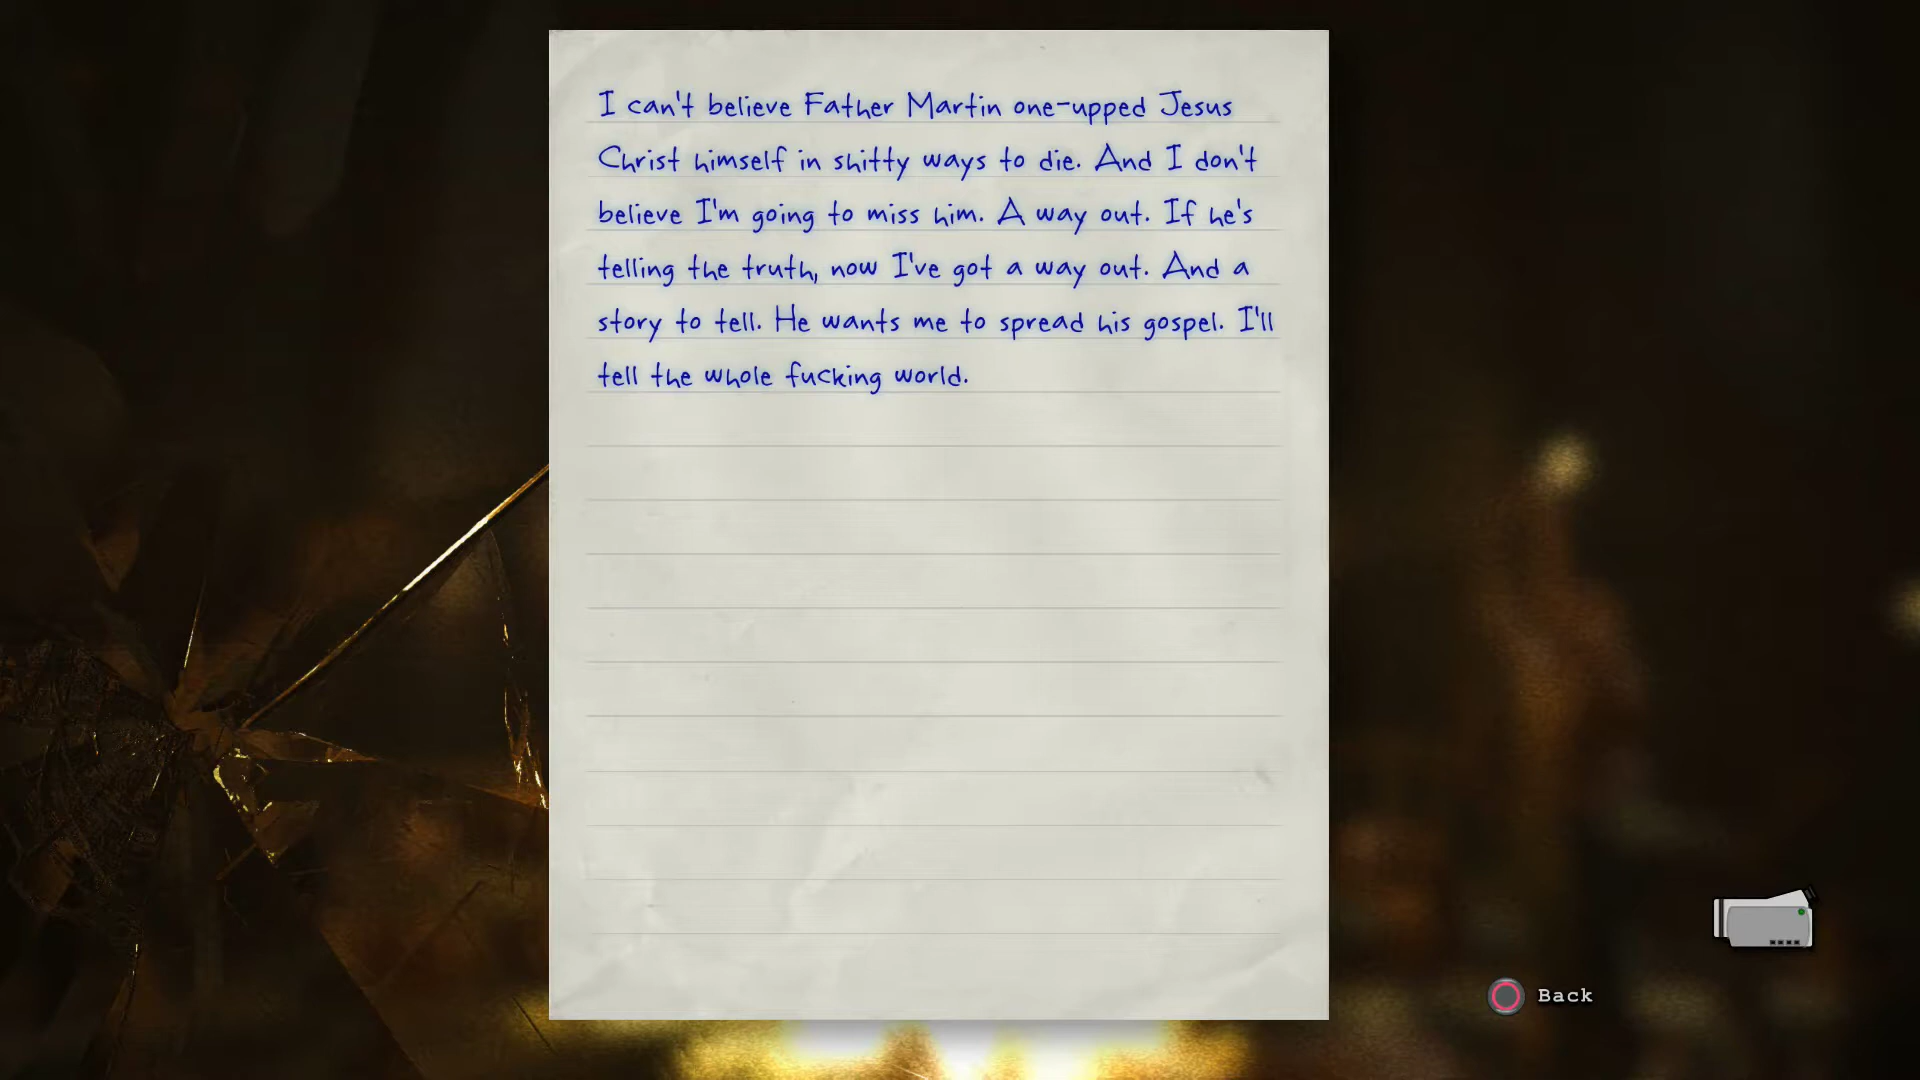 I can't believe Father Martin one-upped Jesus
Christ himself in shitty ways to die. And I don't
believe I'm going to miss him. A way out. If he's
telling the truth, now I've got a way out. And a
story to tell. He wants me to spread his gospel. I'll
tell the whole fucking world.
Back